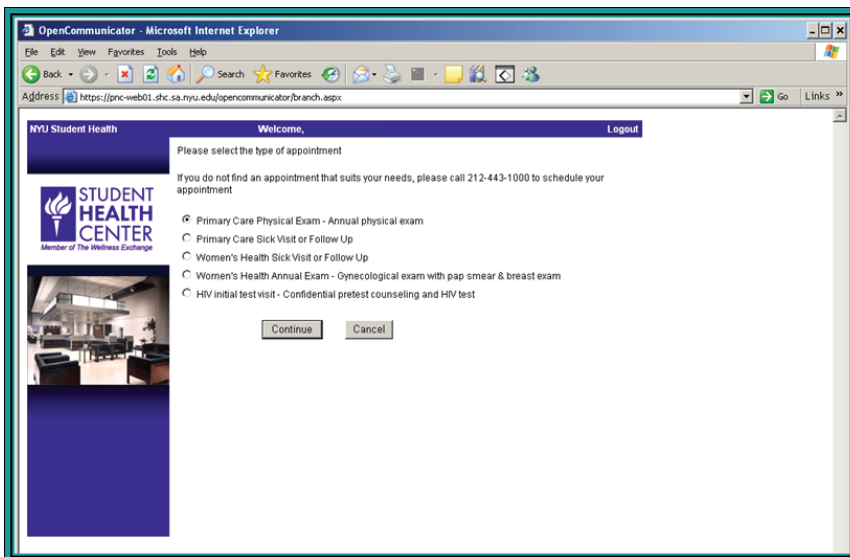 OpenCommunicator - Microsoft Internet Explorer
File Edit View Favorites Tools Help
Back Search Favorites
Address https://pnc-web01.shc.sa.nyu.edu/opencommunicator/branch.aspx Go Links »
NYU Student Health Welcome, Logout
Please select the type of appointment
If you do not find an appointment that suits your needs, please call 212-443-1000 to schedule your
appointment
STUDENT
HEALTH
CENTER
Member of The Wellness Exchange
Primary Care Physical Exam - Annual physical exam
Primary Care Sick Visit or Follow Up
Women's Health Sick Visit or Follow Up
Women's Health Annual Exam - Gynecological exam with pap smear & breast exam
HIV initial test visit - Confidential pretest counseling and HIV test
Continue Cancel